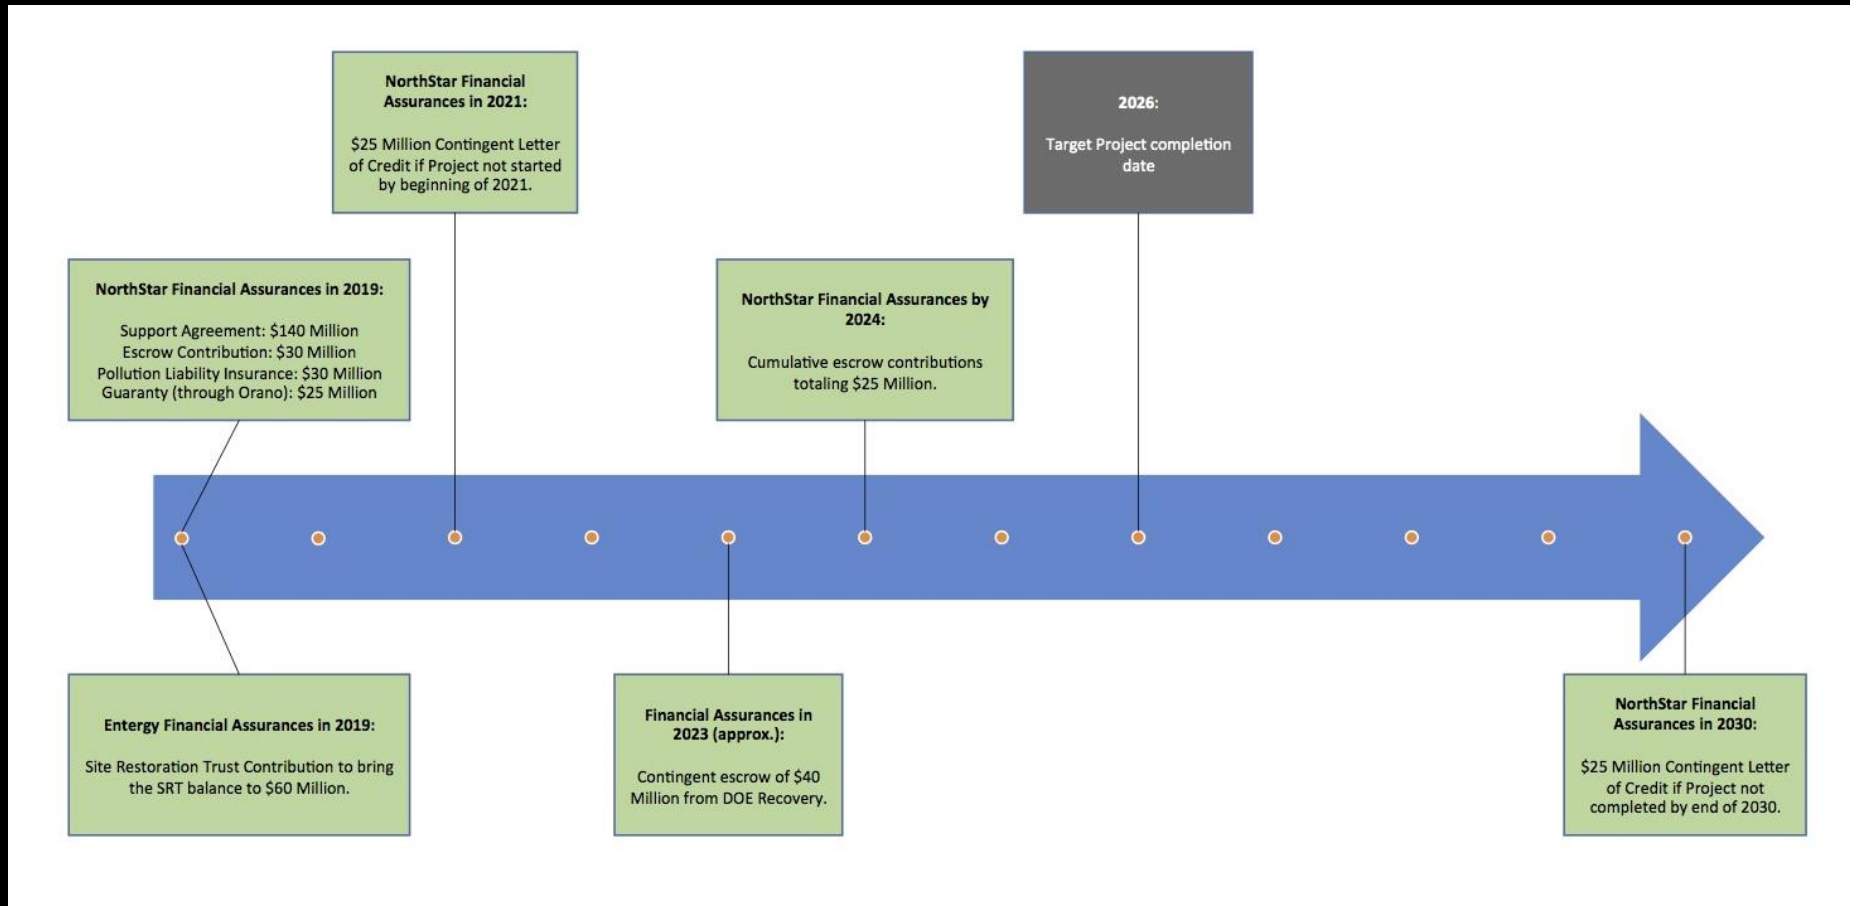 NorthStar Financial
Assurances in 2021:
$25 Million Contingent Letter
of Credit if Project not started
by beginning of 2021.
2026:
Target Project completion
date
NorthStar Financial Assurances in 2019:
Support Agreement: $140 Million
Escrow Contribution: $30 Million
Pollution Liability Insurance: $30 Million
Guaranty (through Orano): $25 Million
NorthStar Financial Assurances by
2024:
Cumulative escrow contributions
totaling $25 Million.
Entergy Financial Assurances in 2019:
Site Restoration Trust Contribution to bring
the SRT balance to $60 Million.
Financial Assurances in
2023 (approx.):
Contingent escrow of $40
Million from DOE Recovery.
NorthStar Financial
Assurances in 2030:
$25 Million Contingent Letter
of Credit if Project not
completed by end of 2030.